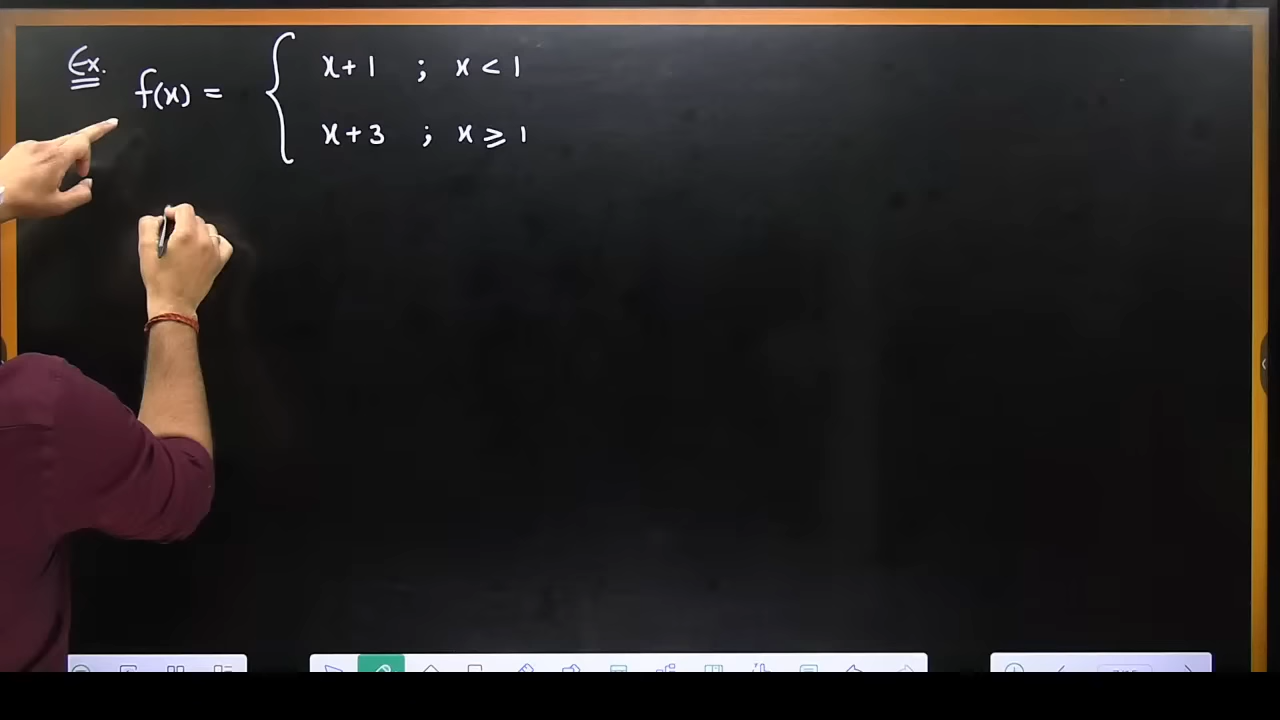 Ex.
f(x) = { x+1 ; x < 1
x+3 ; x ≥ 1